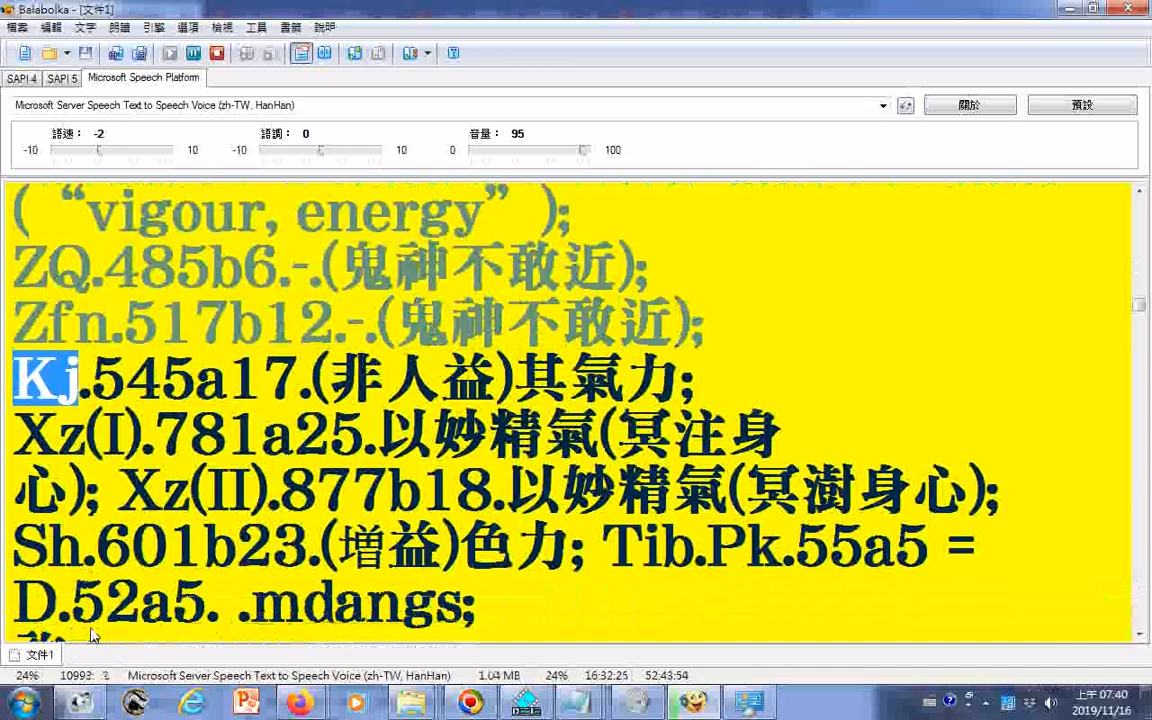 Balabolka - [文件1]
檔案 編輯 文字 朗讀 引擎 選項 檢視 工具 書籤 說明
SAPI 4 SAPI 5 Microsoft Speech Platform
Microsoft Server Speech Text to Speech Voice (zh-TW, HanHan) 關於 預設
語速： -2 語調： 0 音量： 95
-10 10 -10 10 0 100
( “vigour, energy” );
ZQ.485b6.-.(鬼神不敢近);
Zfn.517b12.-.(鬼神不敢近);
Kj.545a17.(非人益)其氣力;
Xz(I).781a25.以妙精氣(冥注身
心); Xz(II).877b18.以妙精氣(冥澍身心);
Sh.601b23.(增益)色力; Tib.Pk.55a5 =
D.52a5. .mdangs;
文件1
24% Microsoft Server Speech Text to Speech Voice (zh-TW, HanHan) 1.04 MB 24% 16:32:25 52:43:54
上午 07:40
2019/11/16